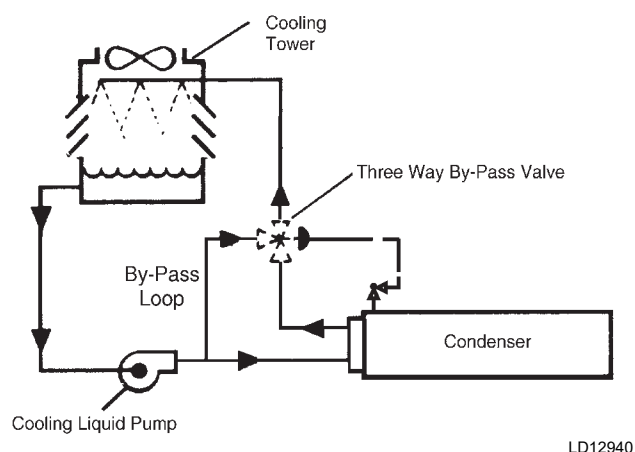 Cooling
Tower
Three Way By-Pass Valve
By-Pass
Loop
Condenser
Cooling Liquid Pump
LD12940